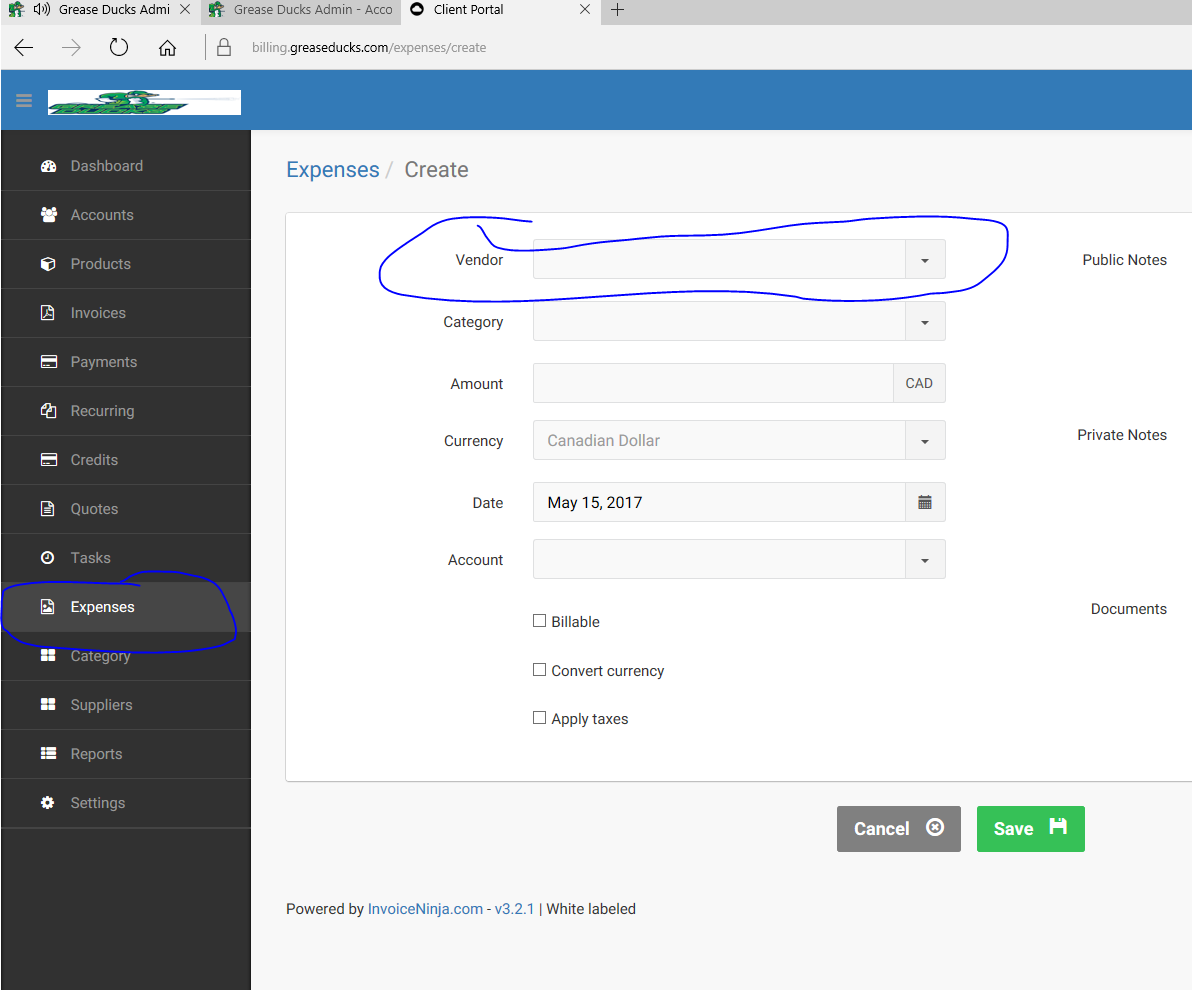 Grease Ducks Admi
Grease Ducks Admin - Acco
Client Portal
billing.greaseducks.com/expenses/create
Dashboard
Accounts
Products
Invoices
Payments
Recurring
Credits
Quotes
Tasks
Expenses
Category
Suppliers
Reports
Settings
Expenses / Create
Vendor
Public Notes
Category
Amount
CAD
Currency
Canadian Dollar
Private Notes
Date
May 15, 2017
Account
Documents
Billable
Convert currency
Apply taxes
Cancel
Save
Powered by InvoiceNinja.com - v3.2.1 | White labeled